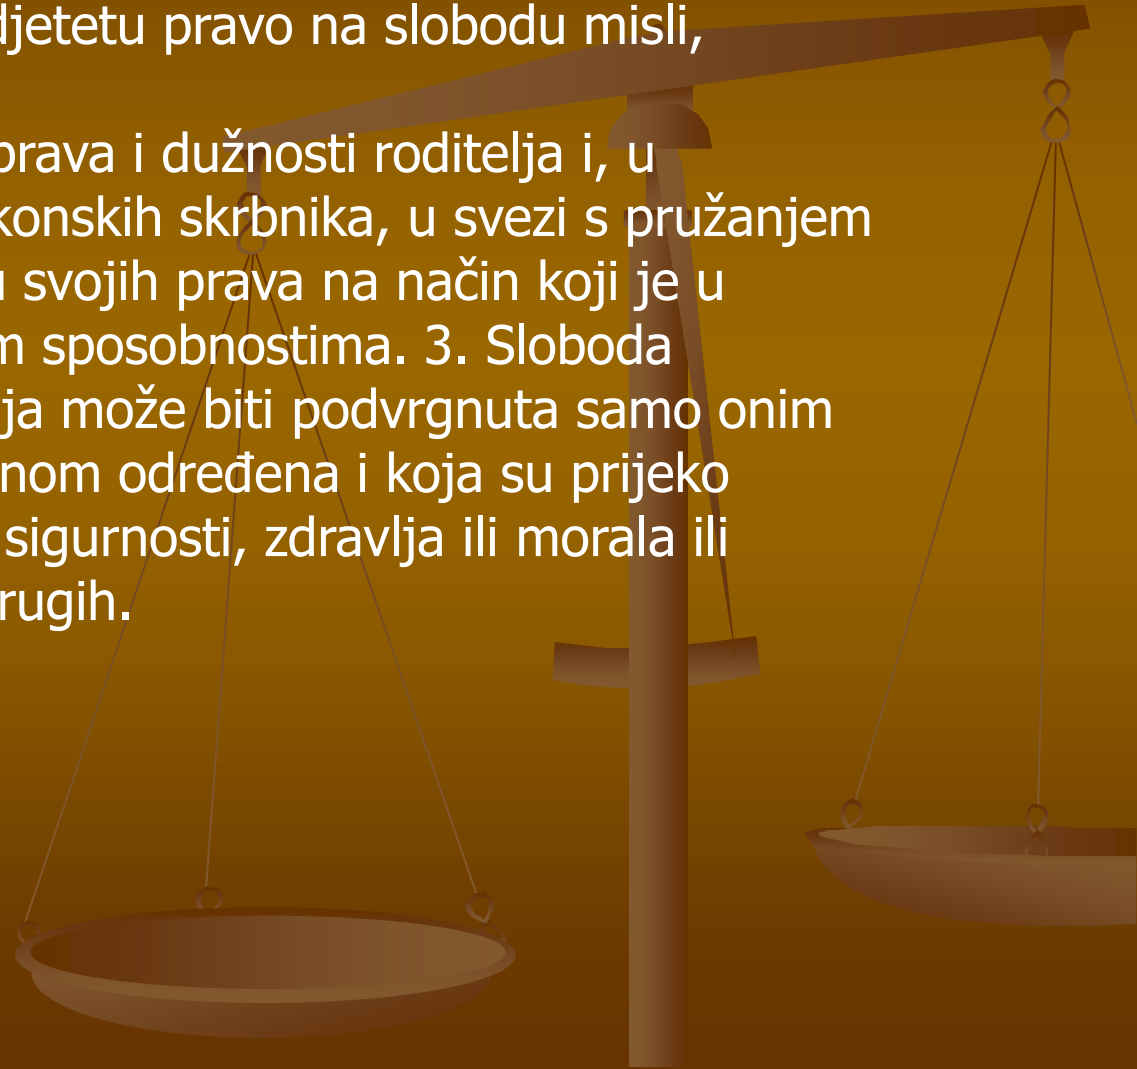 djetetu pravo na slobodu misli,
prava i dužnosti roditelja i, u
konskih skrbnika, u svezi s pružanjem
u svojih prava na način koji je u
m sposobnostima. 3. Sloboda
ja može biti podvrgnuta samo onim
nom određena i koja su prijeko
sigurnosti, zdravlja ili morala ili
rugih.